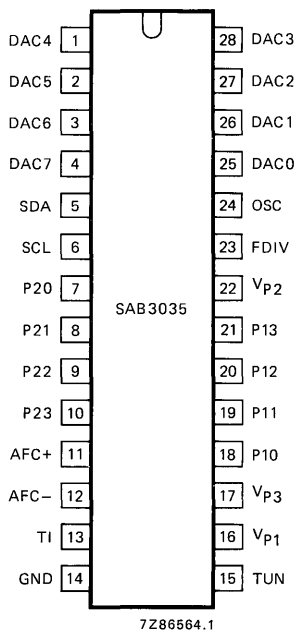 DAC4 1 28 DAC3
DAC5 2 27 DAC2
DAC6 3 26 DAC1
DAC7 4 25 DAC0
SDA 5 24 OSC
SCL 6 23 FDIV
P20 7 22 VP2
SAB3035
P21 8 21 P13
P22 9 20 P12
P23 10 19 P11
AFC+ 11 18 P10
AFC− 12 17 VP3
TI 13 16 VP1
GND 14 15 TUN
7Z86564.1